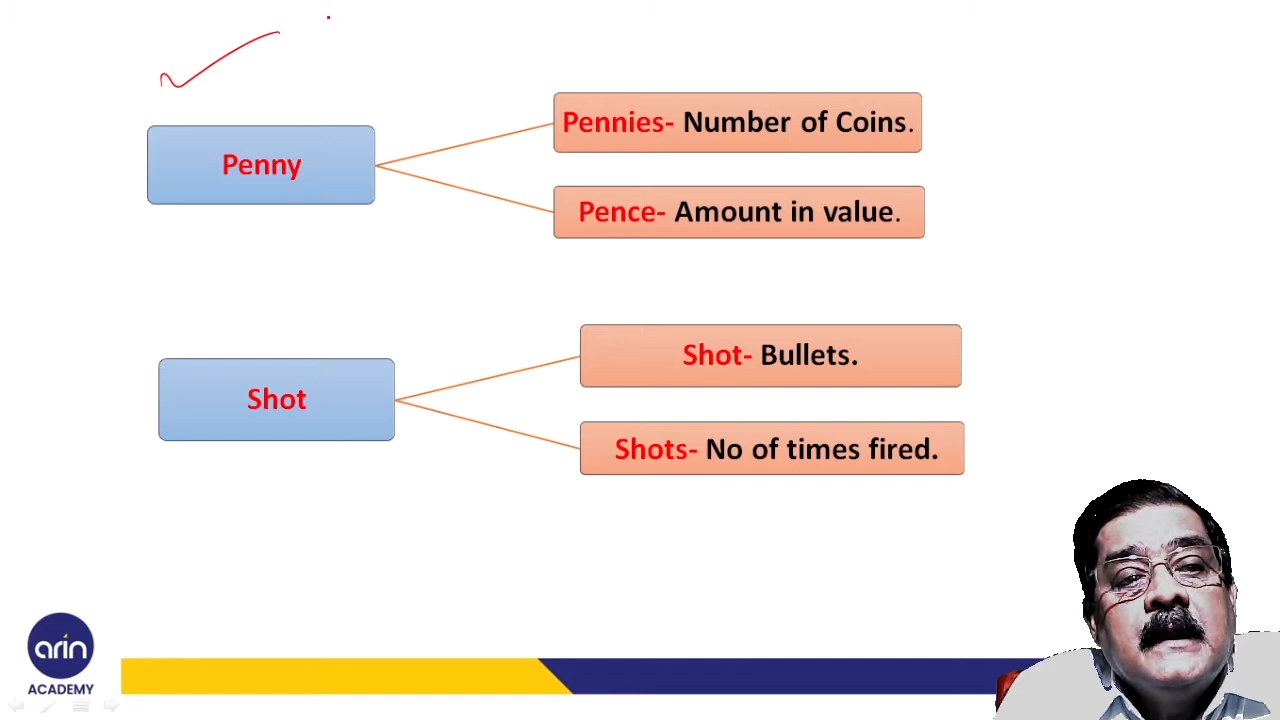 Penny
Pennies- Number of Coins.
Pence- Amount in value.
Shot
Shot- Bullets.
Shots- No of times fired.
arin
ACADEMY